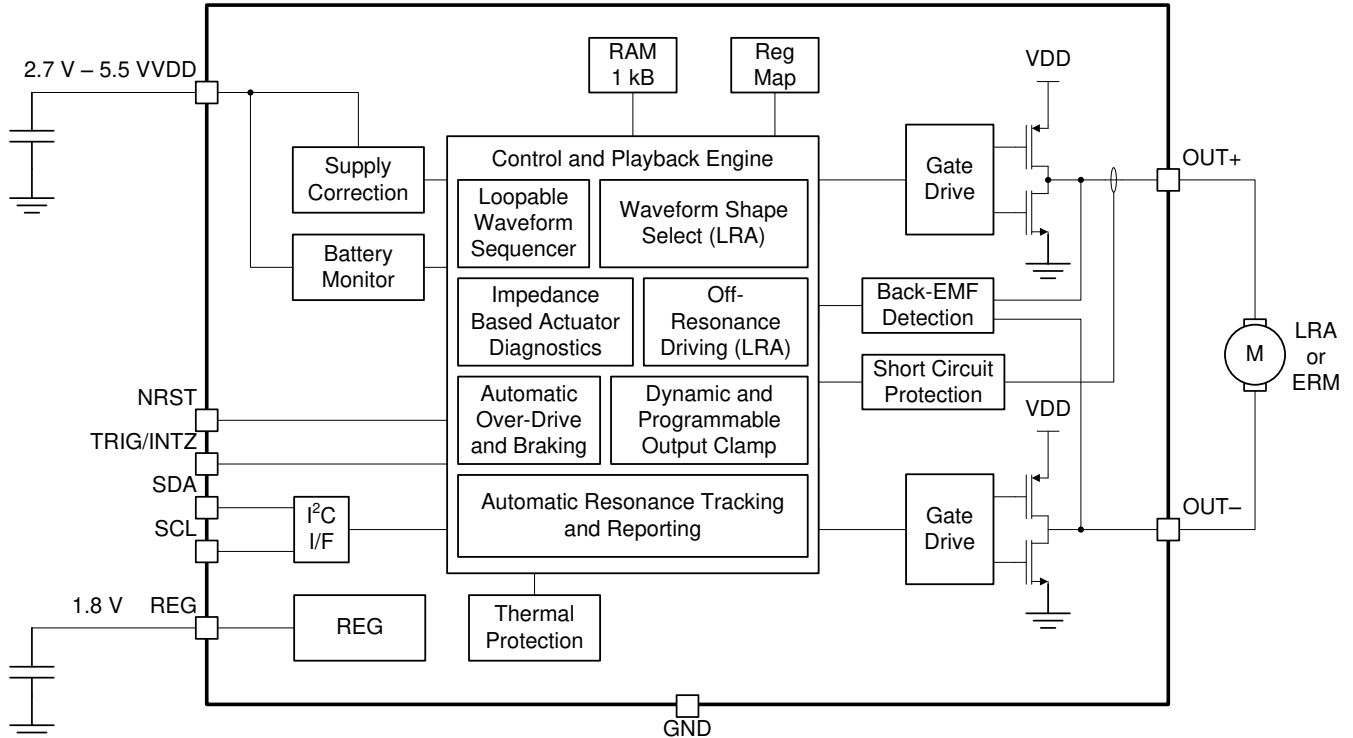 2.7 V – 5.5 VVDD
RAM
1 kB
Reg
Map
VDD
Supply
Correction
Battery
Monitor
Control and Playback Engine
Loopable
Waveform
Sequencer
Waveform Shape
Select (LRA)
Impedance
Based Actuator
Diagnostics
Off-
Resonance
Driving (LRA)
Automatic
Over-Drive
and Braking
Dynamic and
Programmable
Output Clamp
Automatic Resonance Tracking
and Reporting
Gate
Drive
OUT+
Back-EMF
Detection
Short Circuit
Protection
VDD
M
LRA
or
ERM
NRST
TRIG/INTZ
SDA
SCL
I²C
I/F
Gate
Drive
OUT–
1.8 V
REG
REG
Thermal
Protection
GND